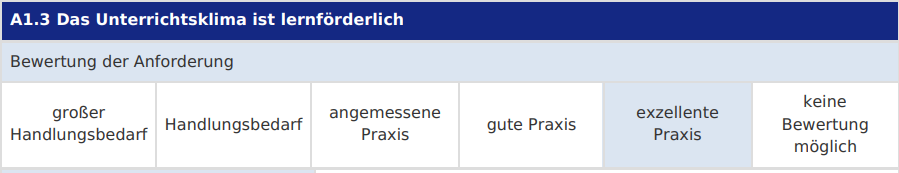 A1.3 Das Unterrichtsklima ist lernförderlich
Bewertung der Anforderung
großer
Handlungsbedarf
Handlungsbedarf
angemessene
Praxis
gute Praxis
exzellente
Praxis
keine
Bewertung
möglich